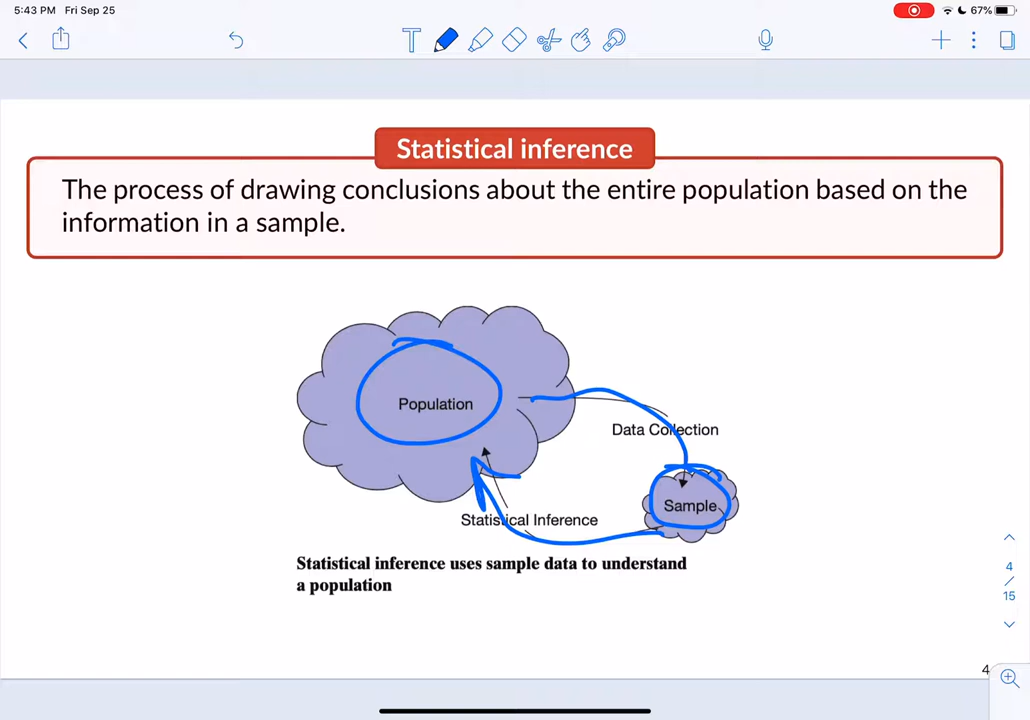 5:43 PM Fri Sep 25
67%
T
Statistical inference
The process of drawing conclusions about the entire population based on the
information in a sample.
Population
Data Collection
Sample
Statistical Inference
Statistical inference uses sample data to understand
a population
4
/
15
4